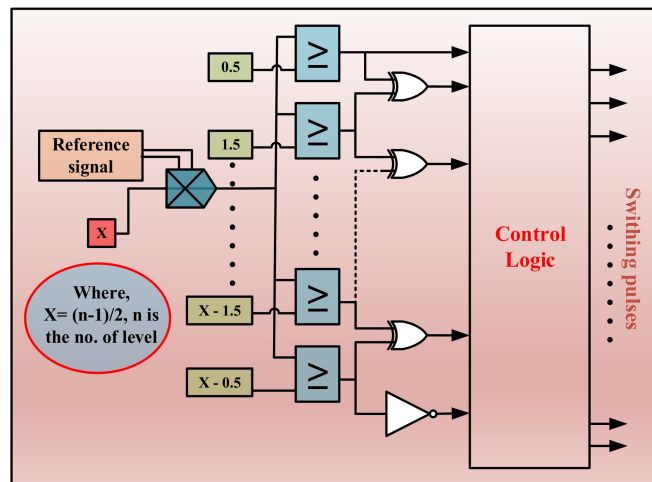 0.5
≥
1.5
≥
Reference
signal
X
Where,
X= (n-1)/2, n is
the no. of level
X - 1.5
≥
X - 0.5
≥
Control
Logic
Swithing pulses